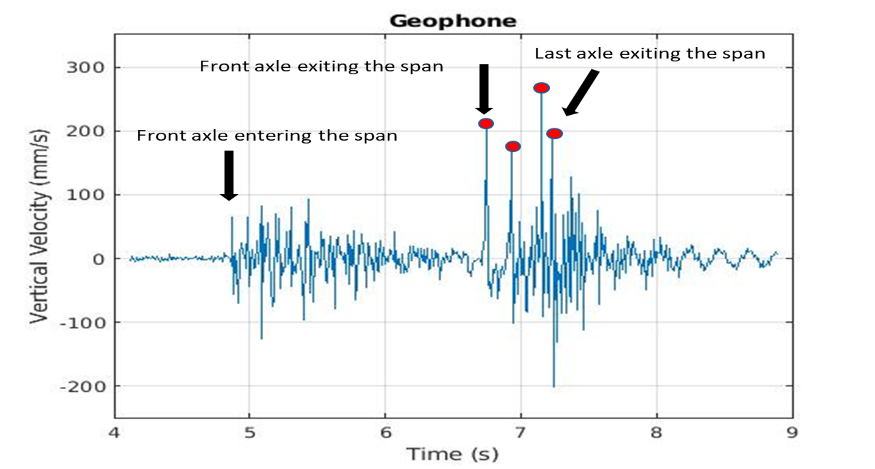 Geophone
Last axle exiting the span
Front axle exiting the span
Front axle entering the span
Vertical Velocity (mm/s)
300
200
100
0
-100
-200
4
5
6
7
8
9
Time (s)